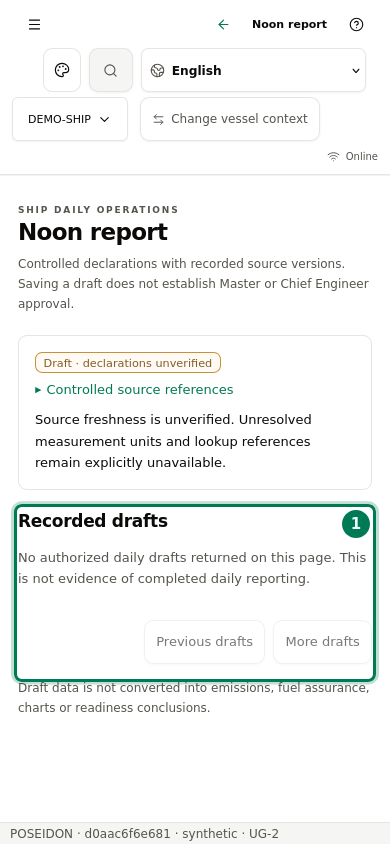 Noon report
English
DEMO-SHIP
Change vessel context
Online
SHIP DAILY OPERATIONS
Noon report
Controlled declarations with recorded source versions.
Saving a draft does not establish Master or Chief Engineer
approval.
Draft · declarations unverified
▸ Controlled source references
Source freshness is unverified. Unresolved
measurement units and lookup references
remain explicitly unavailable.
Recorded drafts
1
No authorized daily drafts returned on this page. This
is not evidence of completed daily reporting.
Previous drafts
More drafts
Draft data is not converted into emissions, fuel assurance,
charts or readiness conclusions.
POSEIDON · d0aac6f6e681 · synthetic · UG-2